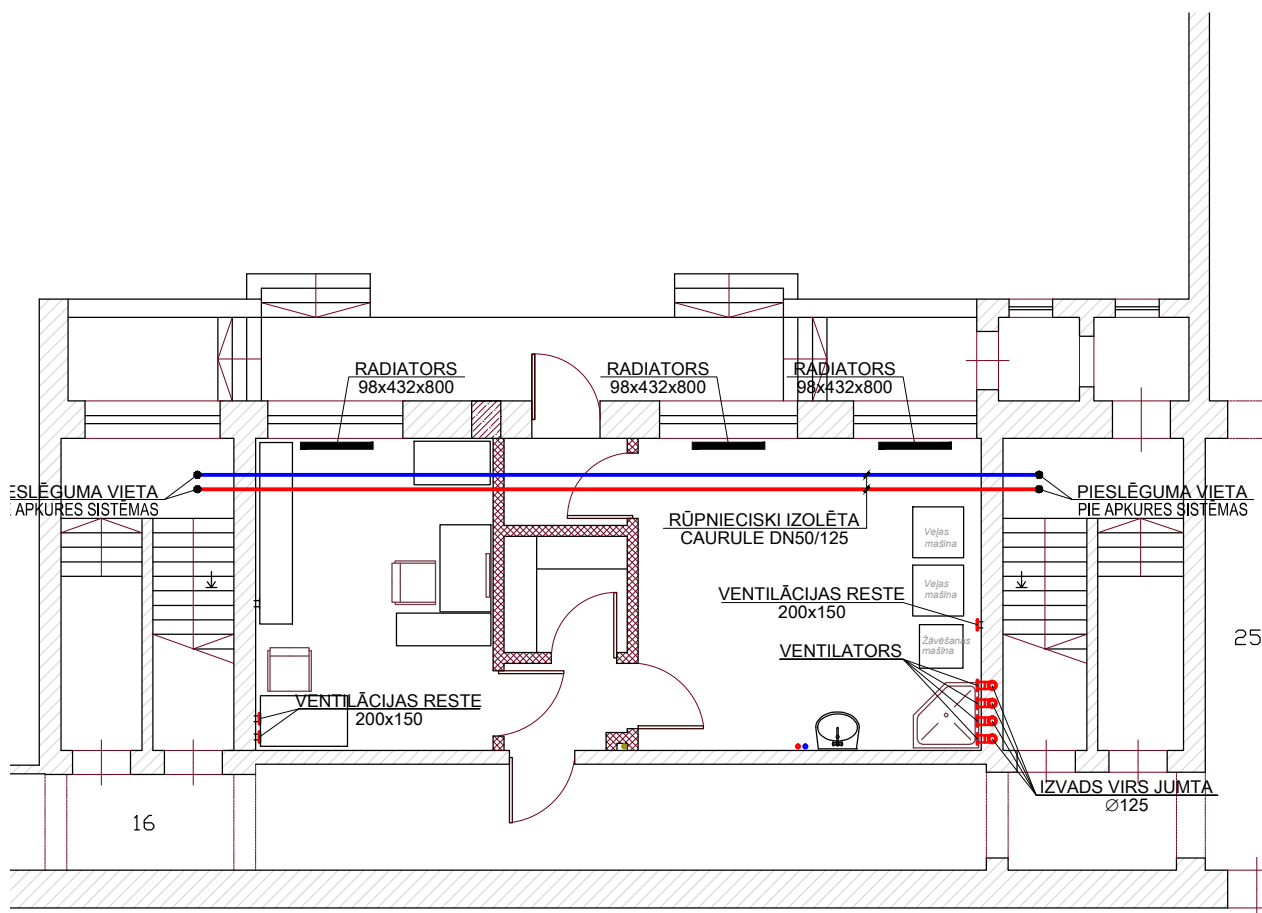 RADIATORS
98x432x800
RADIATORS
98x432x800
RADIATORS
98x432x800
ESLĒGUMA VIETA
E APKURES SISTĒMAS
PIESLĒGUMA VIETA
PIE APKURES SISTĒMAS
RŪPNIECISKI IZOLĒTA
CAURULE DN50/125
Veļas
mašīna
Veļas
mašīna
VENTILĀCIJAS RESTE
200x150
Žāvēšanas
mašīna
VENTILATORS
25
VENTILĀCIJAS RESTE
200x150
IZVADS VIRS JUMTA
Ø125
16